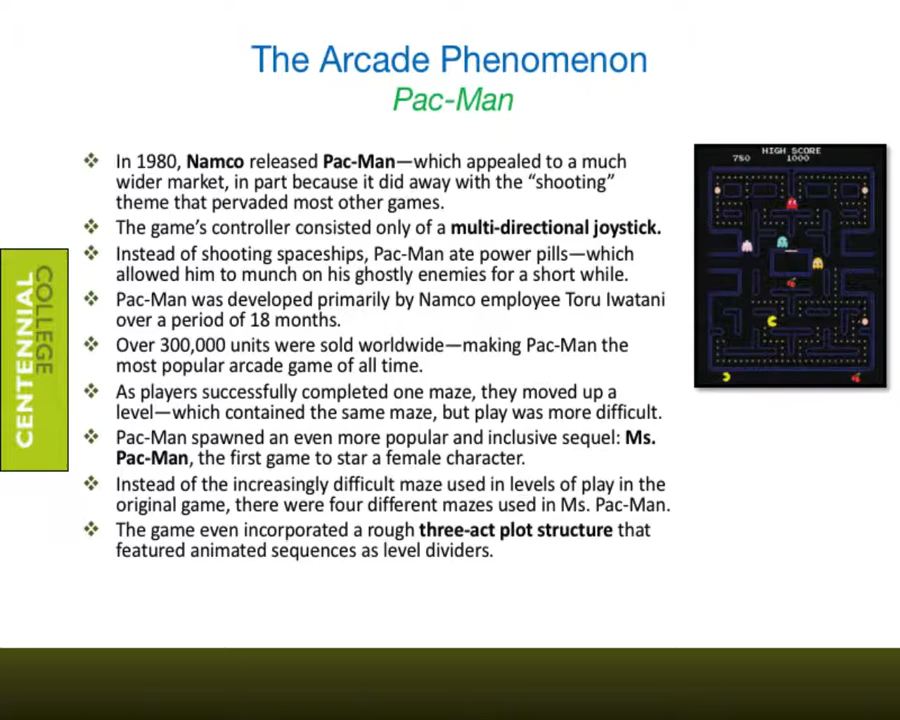 The Arcade Phenomenon
Pac-Man
In 1980, Namco released Pac-Man—which appealed to a much
wider market, in part because it did away with the “shooting”
theme that pervaded most other games.
The game’s controller consisted only of a multi-directional joystick.
Instead of shooting spaceships, Pac-Man ate power pills—which
allowed him to munch on his ghostly enemies for a short while.
Pac-Man was developed primarily by Namco employee Toru Iwatani
over a period of 18 months.
Over 300,000 units were sold worldwide—making Pac-Man the
most popular arcade game of all time.
As players successfully completed one maze, they moved up a
level—which contained the same maze, but play was more difficult.
Pac-Man spawned an even more popular and inclusive sequel: Ms.
Pac-Man, the first game to star a female character.
Instead of the increasingly difficult maze used in levels of play in the
original game, there were four different mazes used in Ms. Pac-Man.
The game even incorporated a rough three-act plot structure that
featured animated sequences as level dividers.
HIGH SCORE
780 1000
CENTENNIAL
COLLEGE